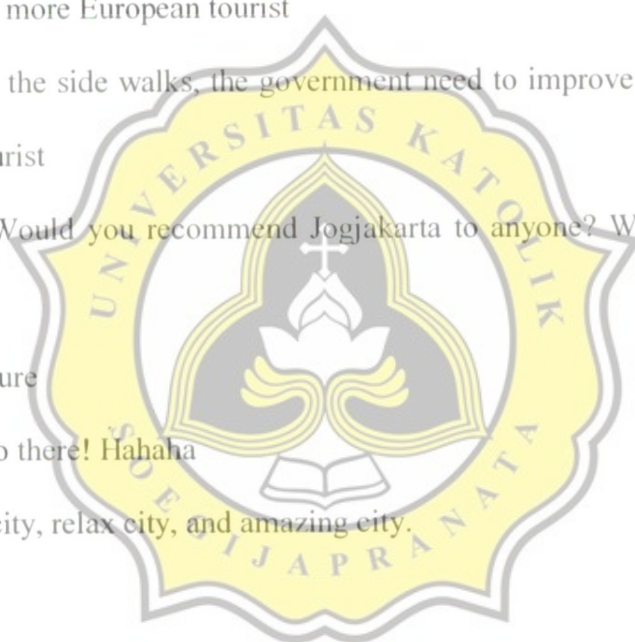 more European tourist
the side walks, the government need to improve
urist
Would you recommend Jogjakarta to anyone? W
ure
o there! Hahaha
city, relax city, and amazing city.
UNIVERSITAS KATOLIK
SOEGIJAPRANATA